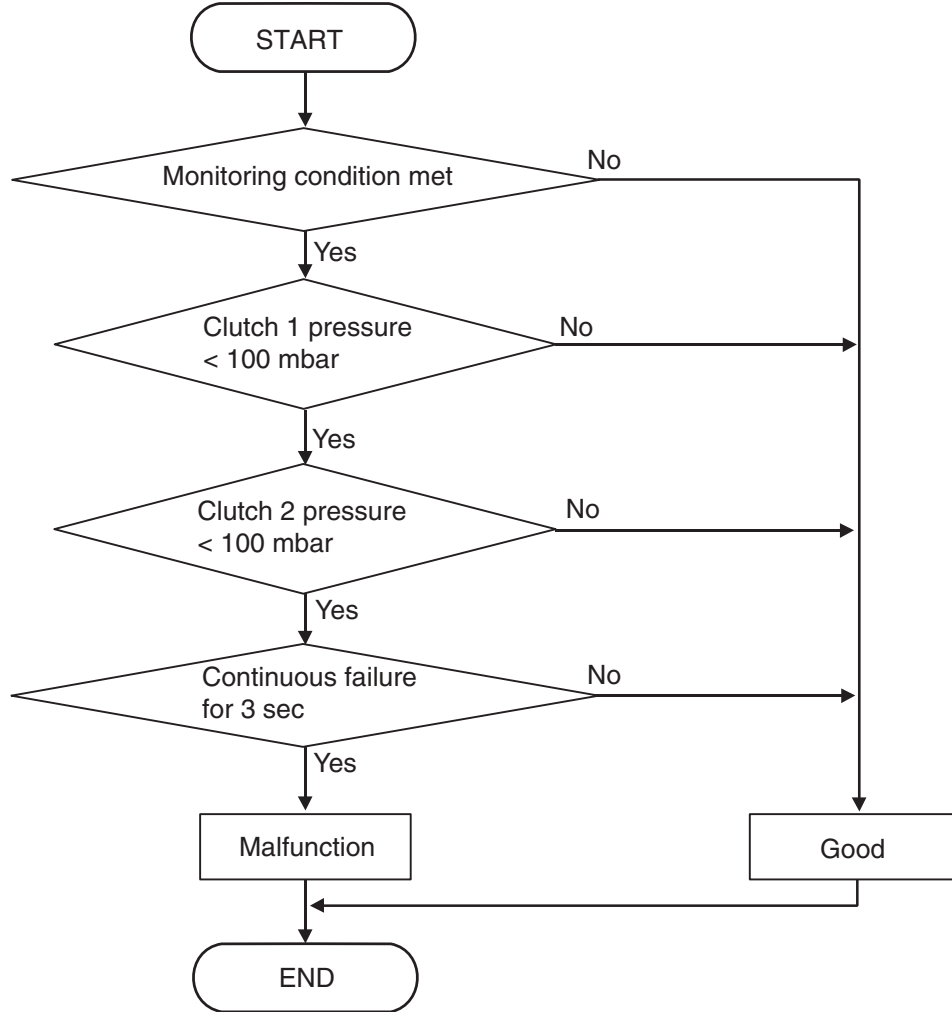 START
Monitoring condition met
No
Yes
Clutch 1 pressure
< 100 mbar
No
Yes
Clutch 2 pressure
< 100 mbar
No
Yes
Continuous failure
for 3 sec
No
Yes
Malfunction
Good
END